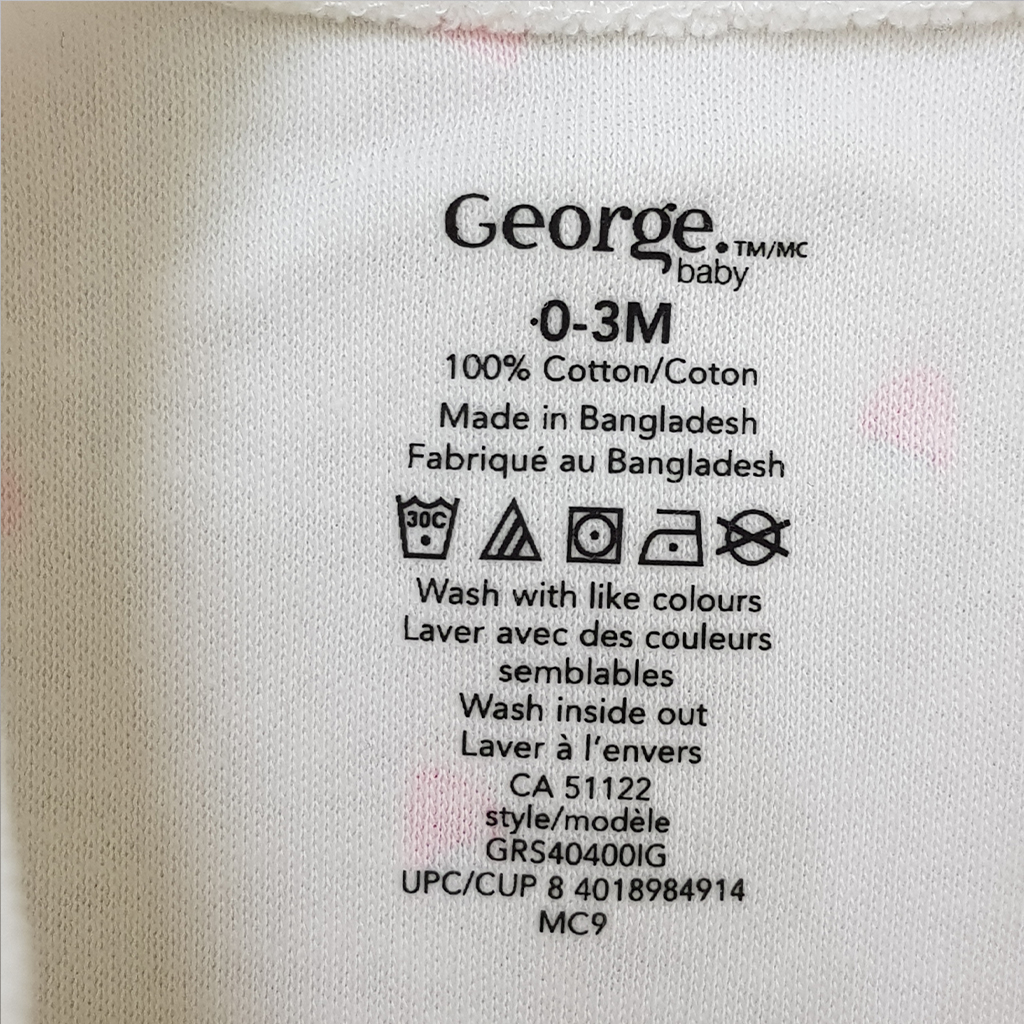 George.TM/MC
baby
·0-3M
100% Cotton/Coton
Made in Bangladesh
Fabriqué au Bangladesh
30C
Wash with like colours
Laver avec des couleurs
semblables
Wash inside out
Laver à l'envers
CA 51122
style/modèle
GRS40400IG
UPC/CUP 8 4018984914
MC9